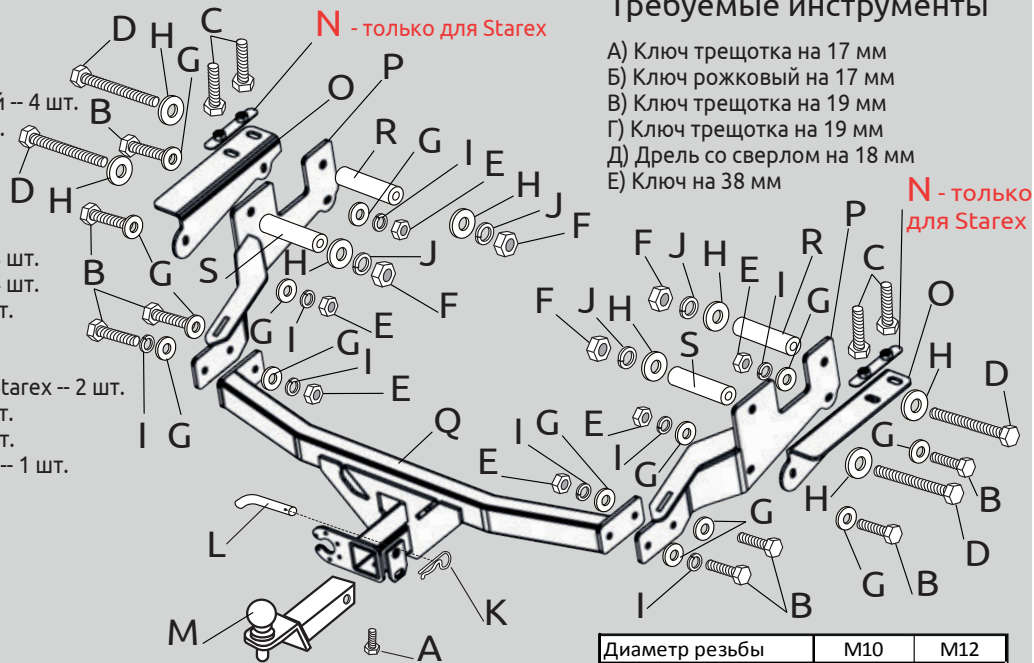 Требуемые инструменты
А) Ключ трещотка на 17 мм
Б) Ключ рожковый на 17 мм
В) Ключ трещотка на 19 мм
Г) Ключ трещотка на 19 мм
Д) Дрель со сверлом на 18 мм
Е) Ключ на 38 мм
N - только для Starex
N - только
для Starex
-- 4 шт.
шт.
шт.
Starex -- 2 шт.
-- 1 шт.
D H C G O P
B R G I E H J F
D H
B G S H J F
G I E
G I E
I G
Q
L K M A
F J H R P C O
E I G
F J H S
H D
E I G
G B
E I G
H D
G B
G B
I
Диаметр резьбы M10 M12